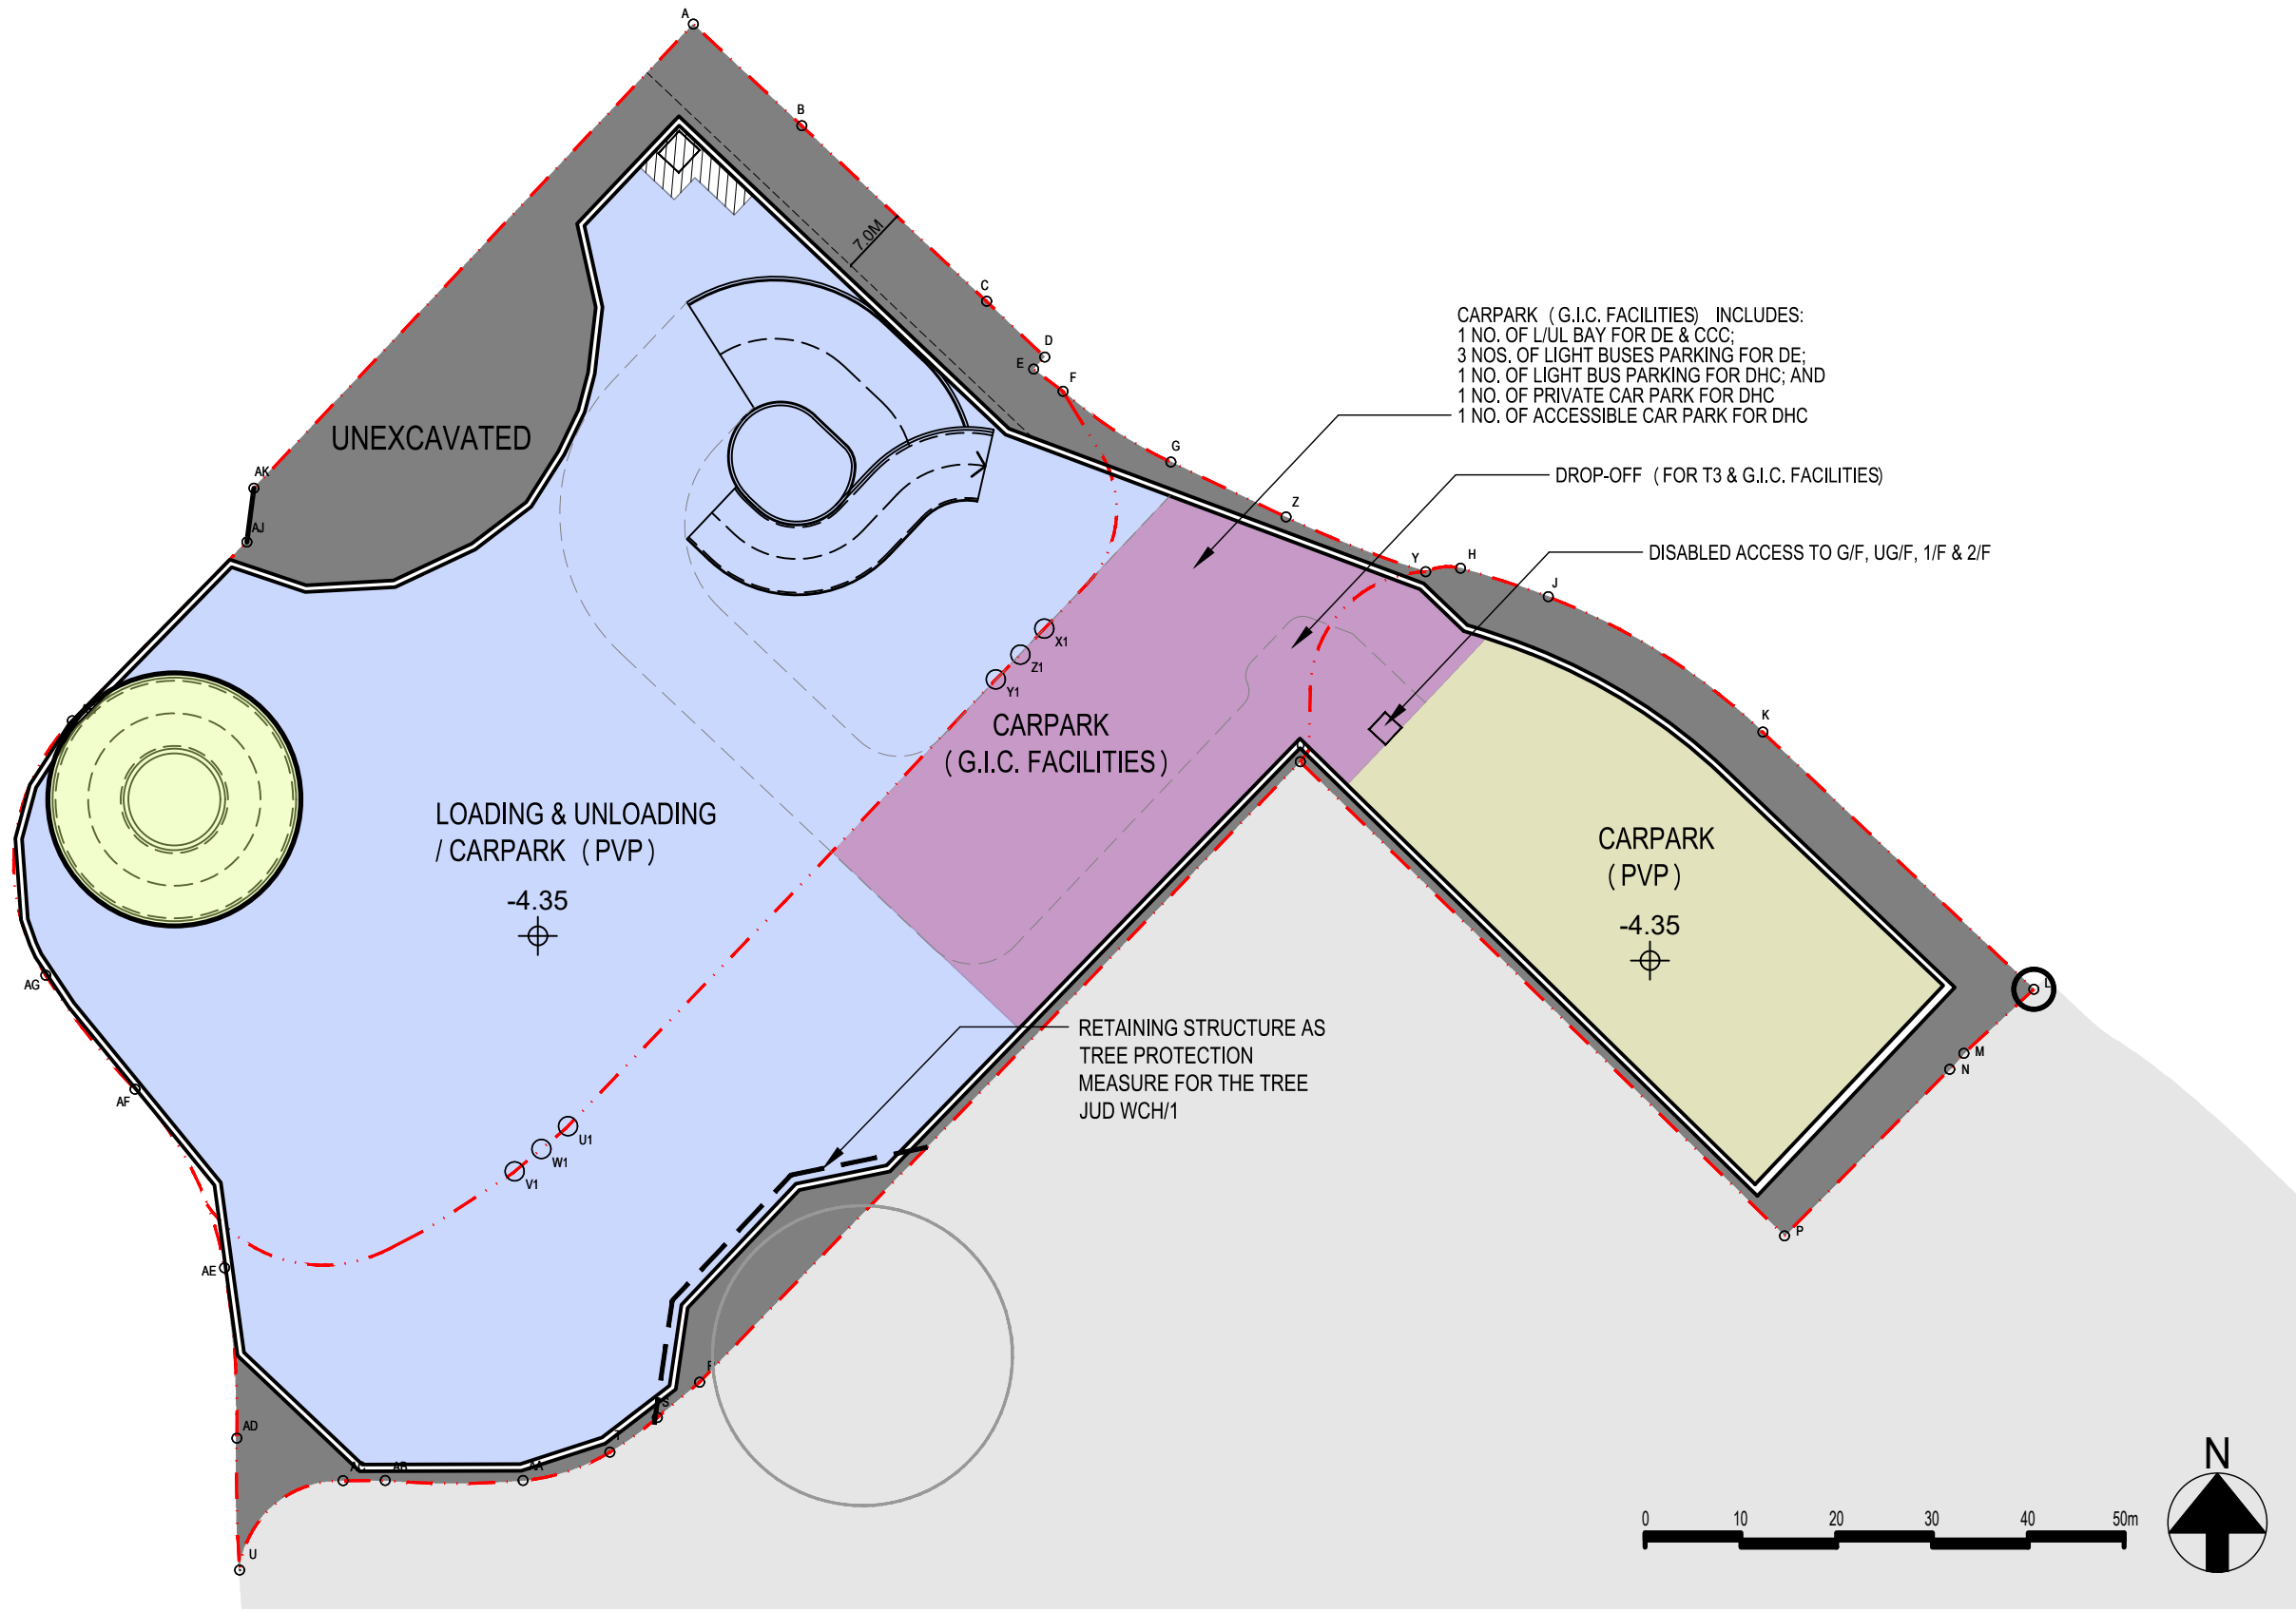 A
B
7.0M
C
D
E
F
CARPARK (G.I.C. FACILITIES) INCLUDES:
1 NO. OF L/UL BAY FOR DE & CCC;
3 NOS. OF LIGHT BUSES PARKING FOR DE;
1 NO. OF LIGHT BUS PARKING FOR DHC; AND
1 NO. OF PRIVATE CAR PARK FOR DHC
1 NO. OF ACCESSIBLE CAR PARK FOR DHC
UNEXCAVATED
G
AK
DROP-OFF (FOR T3 & G.I.C. FACILITIES)
Z
AJ
Y
H
DISABLED ACCESS TO G/F, UG/F, 1/F & 2/F
J
X1
Z1
Y1
K
CARPARK
(G.I.C. FACILITIES)
LOADING & UNLOADING
/ CARPARK (PVP)
-4.35
CARPARK
(PVP)
-4.35
AG
L
RETAINING STRUCTURE AS
TREE PROTECTION
MEASURE FOR THE TREE
JUD WCH/1
M
N
AF
U1
W1
V1
P
AE
S
T
AD
AC
AB
AA
U
N
0 10 20 30 40 50m